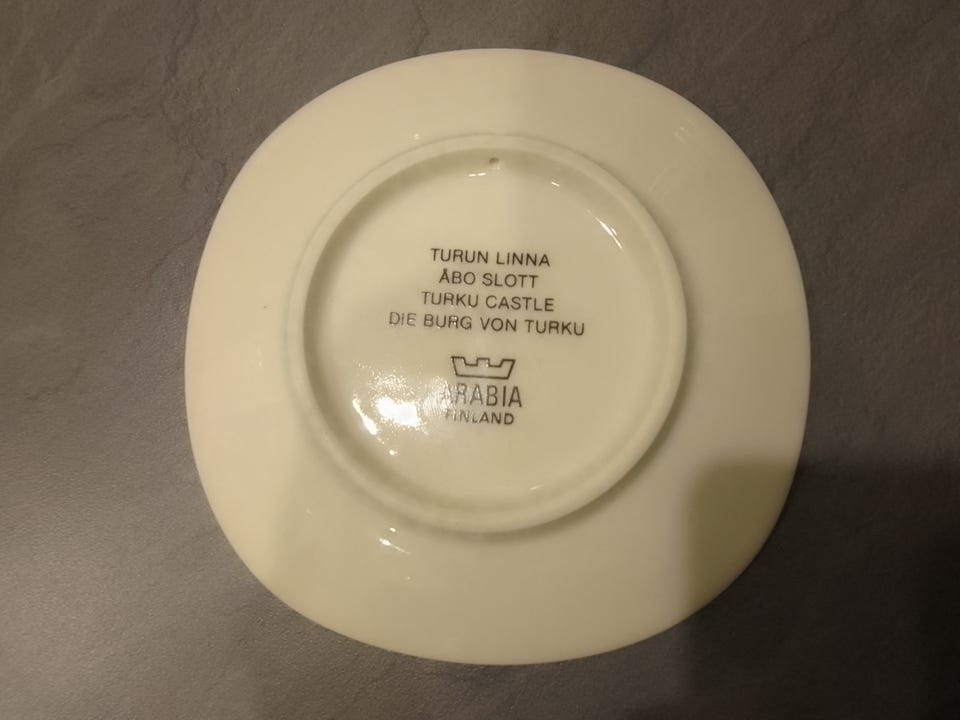 TURUN LINNA
ÅBO SLOTT
TURKU CASTLE
DIE BURG VON TURKU
ARABIA
FINLAND